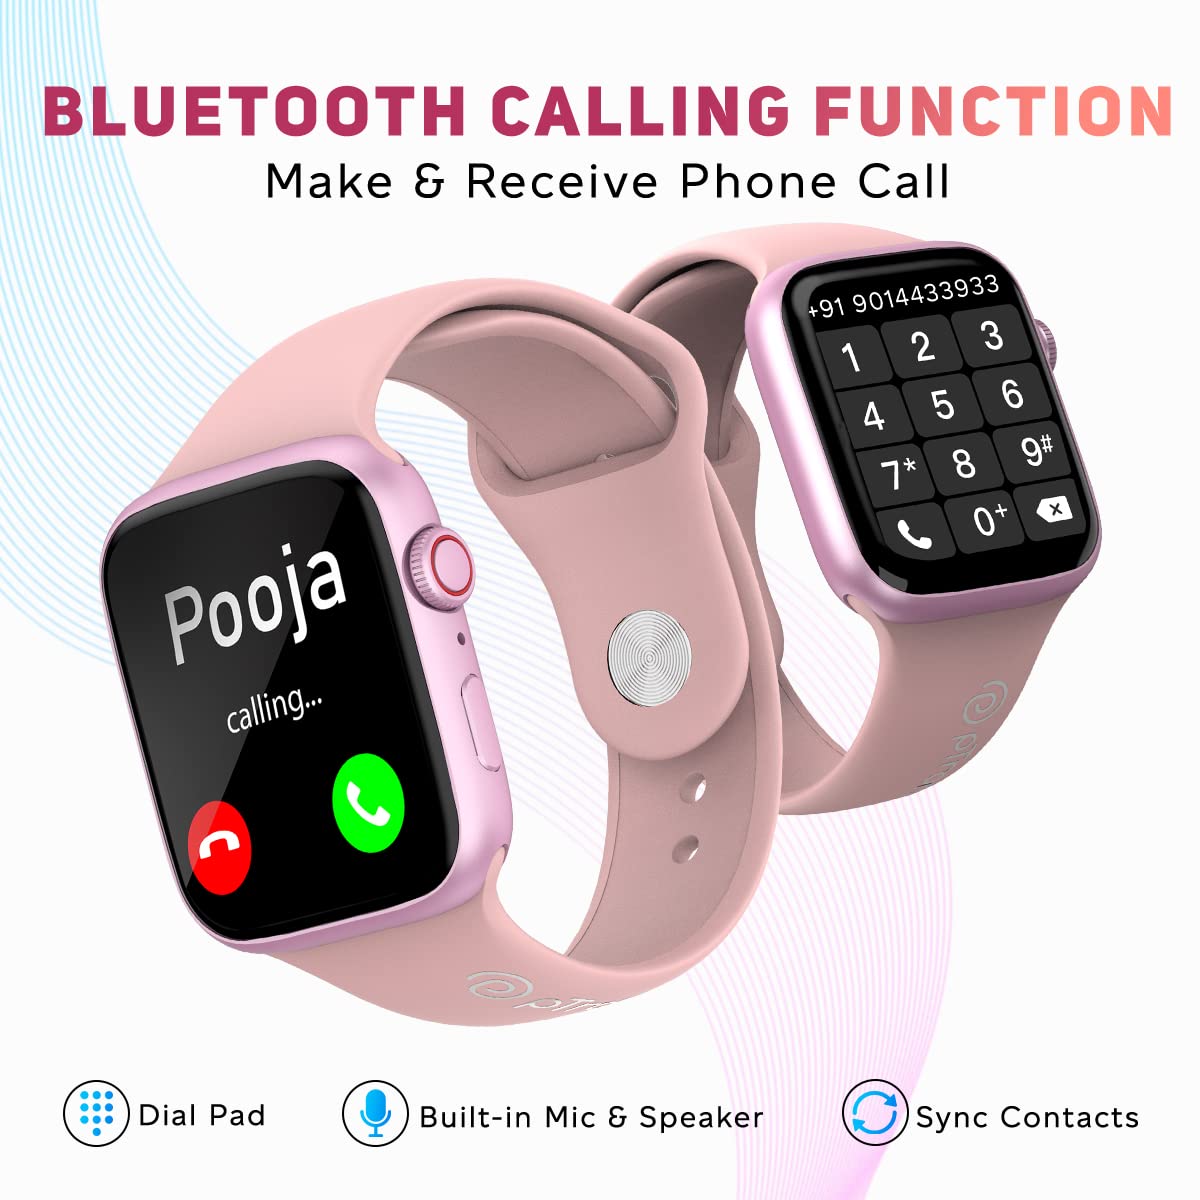 BLUETOOTH CALLING FUNCTION
Make & Receive Phone Call
+91 9014433933
1 2 3
4 5 6
7* 8 9#
0+
Pooja
calling...
Dial Pad
Built-in Mic & Speaker
Sync Contacts